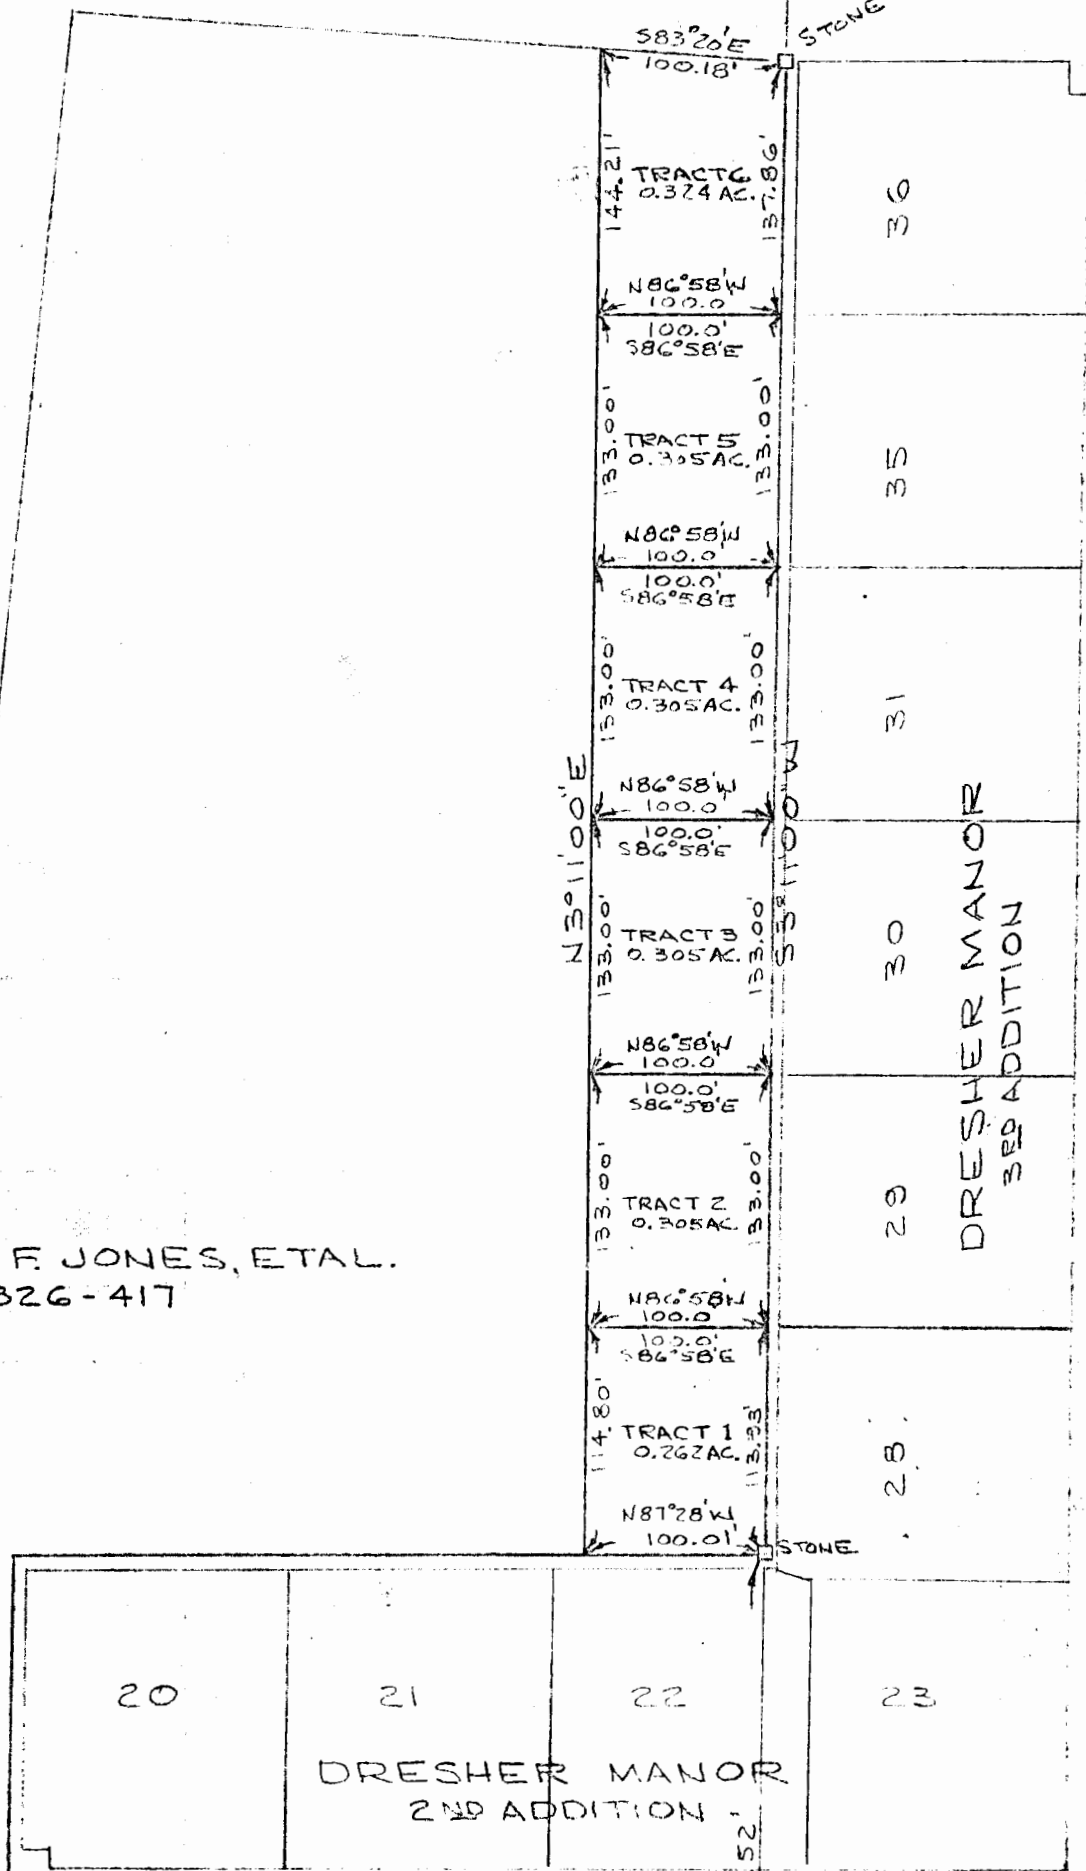 STONE
S83°20'E
100.18'
144.21'
TRACT 6
0.324 AC.
137.86'
36
N86°58'W
100.0
100.0'
S86°58'E
133.00'
TRACT 5
0.305 AC.
133.00'
35
N86°58'W
100.0'
100.0'
S86°58'E
133.00'
TRACT 4
0.305 AC.
133.00'
31
N3°11'00"E
S3°11'00"W
N86°58'W
100.0'
100.0'
S86°58'E
133.00'
TRACT 3
0.305 AC.
133.00'
30
DRESHER MANOR
3RD ADDITION
N86°58'W
100.0'
100.0'
S86°58'E
133.00'
TRACT 2
0.305 AC.
133.00'
29
F. JONES, ETAL.
326-417
N86°58'W
100.0
100.0'
S86°58'E
114.80'
TRACT 1
0.262 AC.
113.93'
28
N87°28'W
100.01'
STONE
20
21
22
23
DRESHER MANOR
2ND ADDITION
52